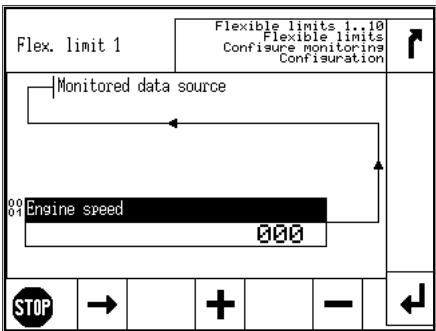 Flex. limit 1
Flexible limits 1..10
Flexible limits
Configure monitoring
Configuration
Monitored data source
00
01
Engine speed
000
STOP